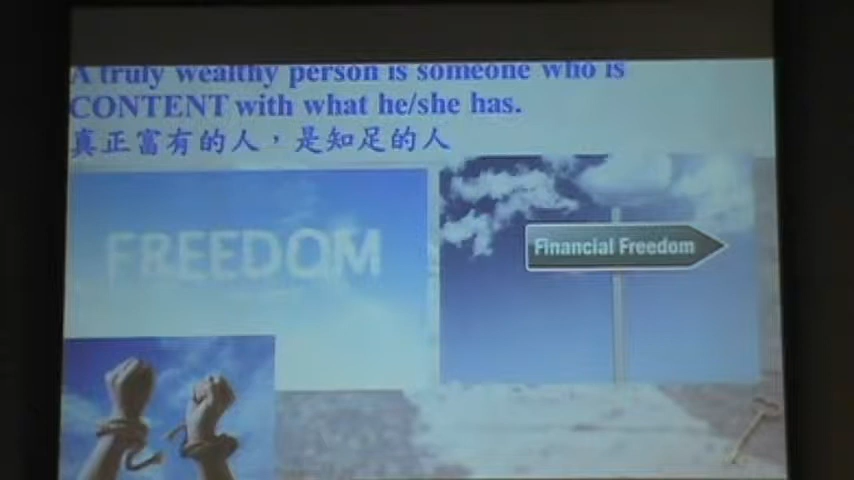 A truly wealthy person is someone who is
CONTENT with what he/she has.
真正富有的人，是知足的人
FREEDOM
Financial Freedom